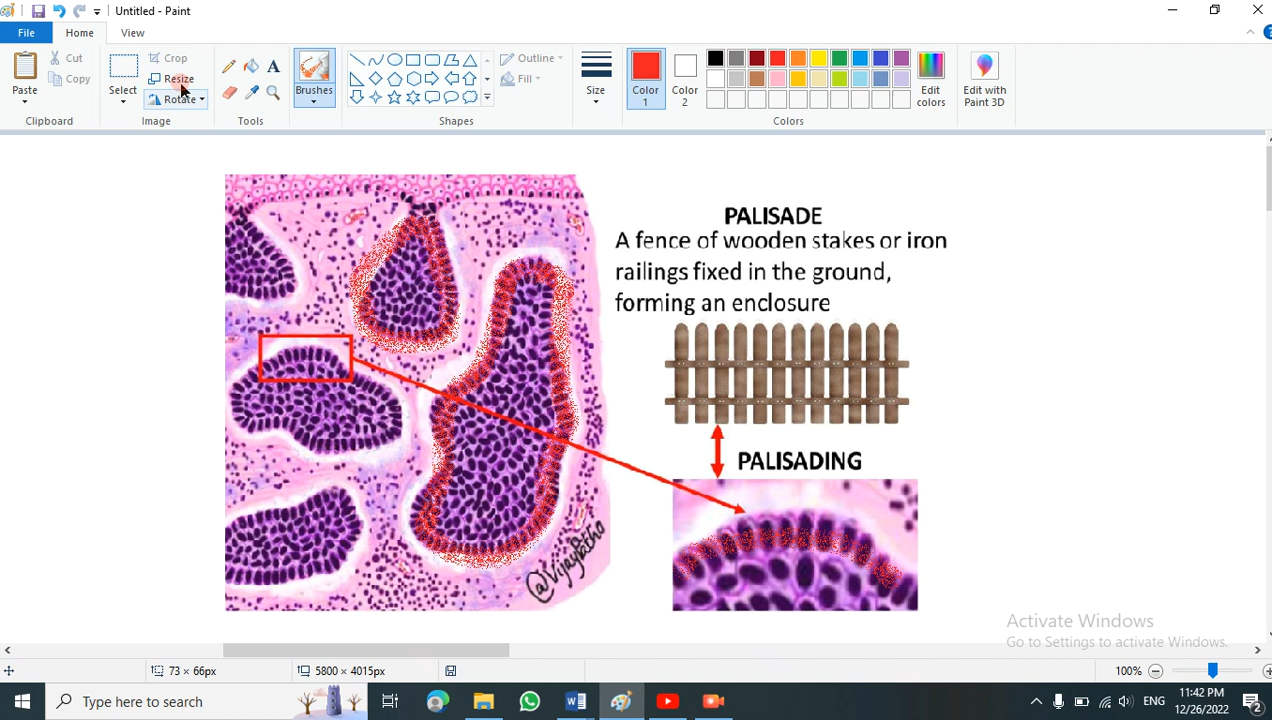 Untitled - Paint
File
Home
View
Cut
Copy
Paste
Clipboard
Select
Crop
Resize
Rotate
Image
A
Tools
Brushes
Outline
Fill
Shapes
Size
Color 1
Color 2
Edit colors
Colors
Edit with Paint 3D
PALISADE
A fence of wooden stakes or iron
railings fixed in the ground,
forming an enclosure
PALISADING
@VijayPatho
Activate Windows
Go to Settings to activate Windows.
73 × 66px
5800 × 4015px
100%
Type here to search
W
ENG
11:42 PM
12/26/2022
2